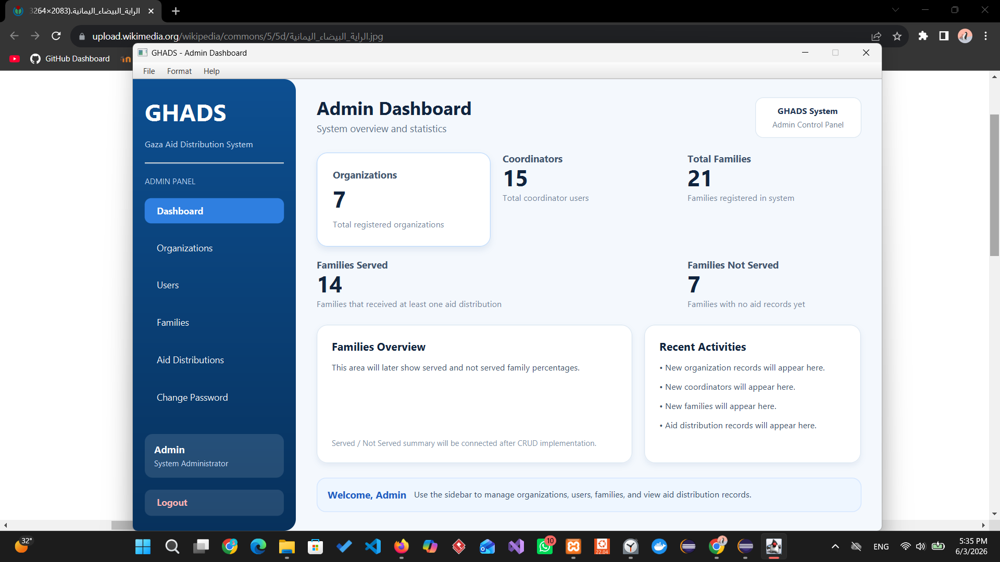 3264×2083).الراية_البيضاء_اليمانية
upload.wikimedia.org/wikipedia/commons/5/5d/الراية_البيضاء_اليمانية.jpg
GitHub Dashboard
GHADS - Admin Dashboard
File Format Help
GHADS
Gaza Aid Distribution System
ADMIN PANEL
Dashboard
Organizations
Users
Families
Aid Distributions
Change Password
Admin
System Administrator
Logout
Admin Dashboard
System overview and statistics
GHADS System
Admin Control Panel
Organizations
7
Total registered organizations
Coordinators
15
Total coordinator users
Total Families
21
Families registered in system
Families Served
14
Families that received at least one aid distribution
Families Not Served
7
Families with no aid records yet
Families Overview
This area will later show served and not served family percentages.
Served / Not Served summary will be connected after CRUD implementation.
Recent Activities
• New organization records will appear here.
• New coordinators will appear here.
• New families will appear here.
• Aid distribution records will appear here.
Welcome, Admin Use the sidebar to manage organizations, users, families, and view aid distribution records.
32°
10
22.04
ENG
5:35 PM
6/3/2026